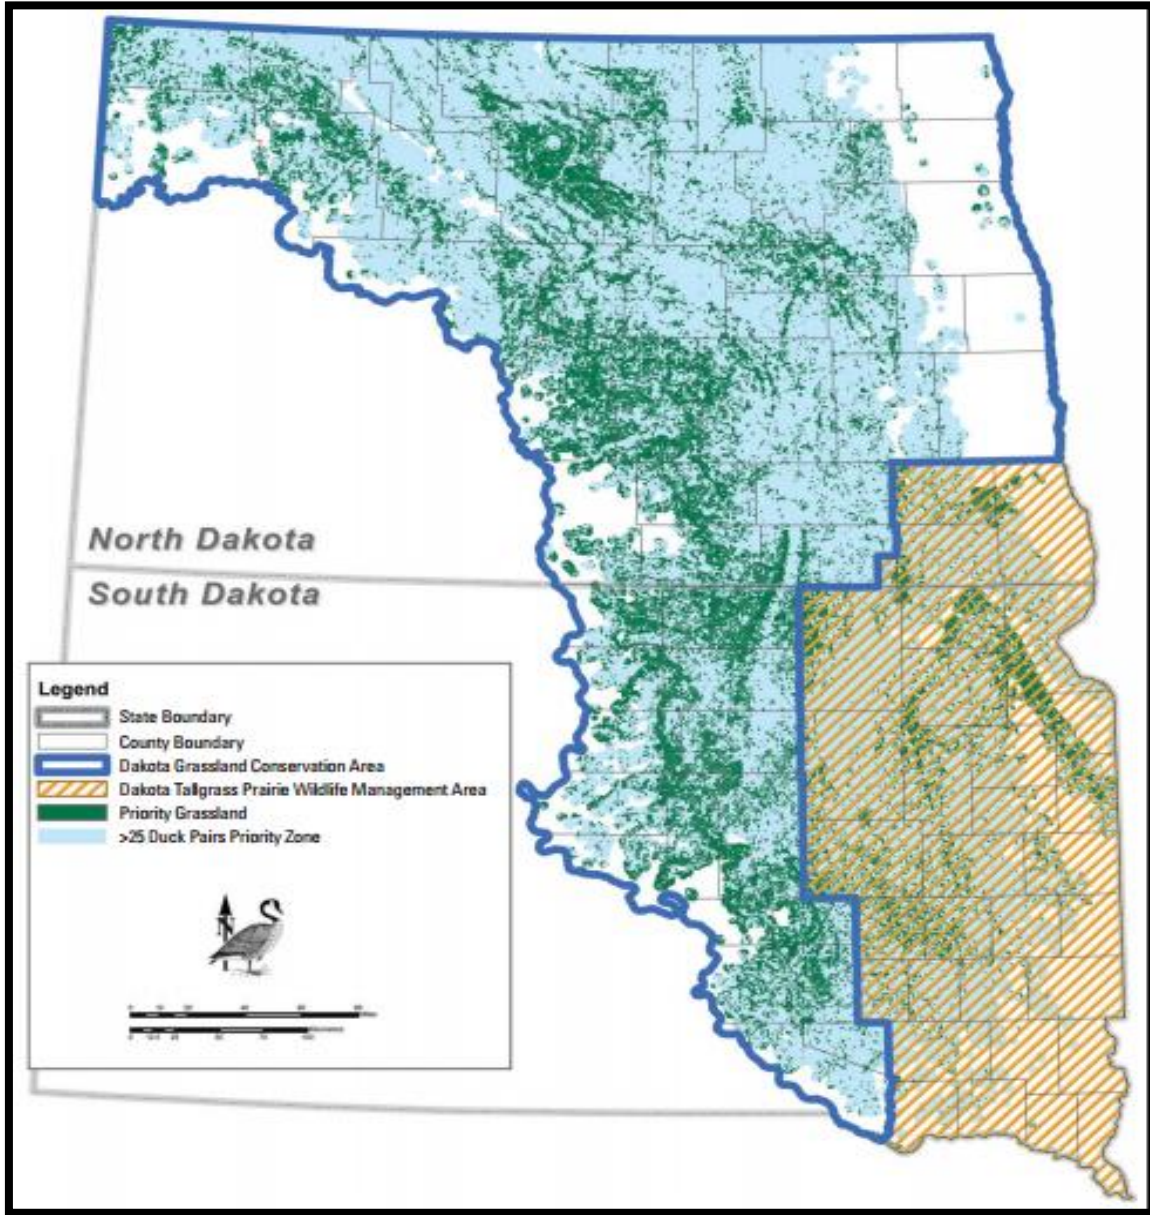 North Dakota
South Dakota
Legend
State Boundary
County Boundary
Dakota Grassland Conservation Area
Dakota Tallgrass Prairie Wildlife Management Area
Priority Grassland
>25 Duck Pairs Priority Zone
N